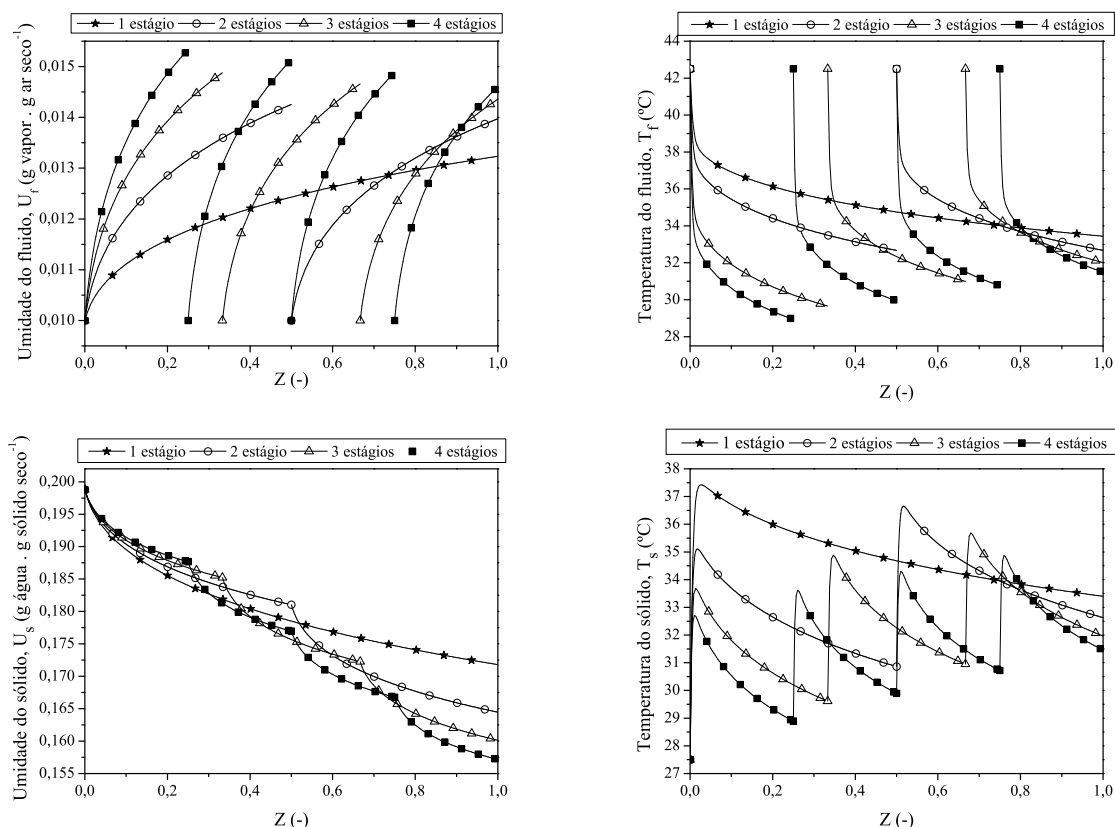 1 estágio 2 estágios 3 estágios 4 estágios
Umidade do fluido, U_f (g vapor . g ar seco⁻¹)
0,015
0,014
0,013
0,012
0,011
0,010
0,0 0,2 0,4 0,6 0,8 1,0
Z (-)
1 estágio 2 estágio 3 estágios 4 estágios
Temperatura do fluido, T_f (ºC)
44
42
40
38
36
34
32
30
28
0,0 0,2 0,4 0,6 0,8 1,0
Z (-)
1 estágio 2 estágio 3 estágios 4 estágios
Umidade do sólido, U_s (g água . g sólido seco⁻¹)
0,200
0,195
0,190
0,185
0,180
0,175
0,170
0,165
0,160
0,155
0,0 0,2 0,4 0,6 0,8 1,0
Z (-)
1 estágio 2 estágios 3 estágios 4 estágios
Temperatura do sólido, T_s (ºC)
38
37
36
35
34
33
32
31
30
29
28
27
0,0 0,2 0,4 0,6 0,8 1,0
Z (-)